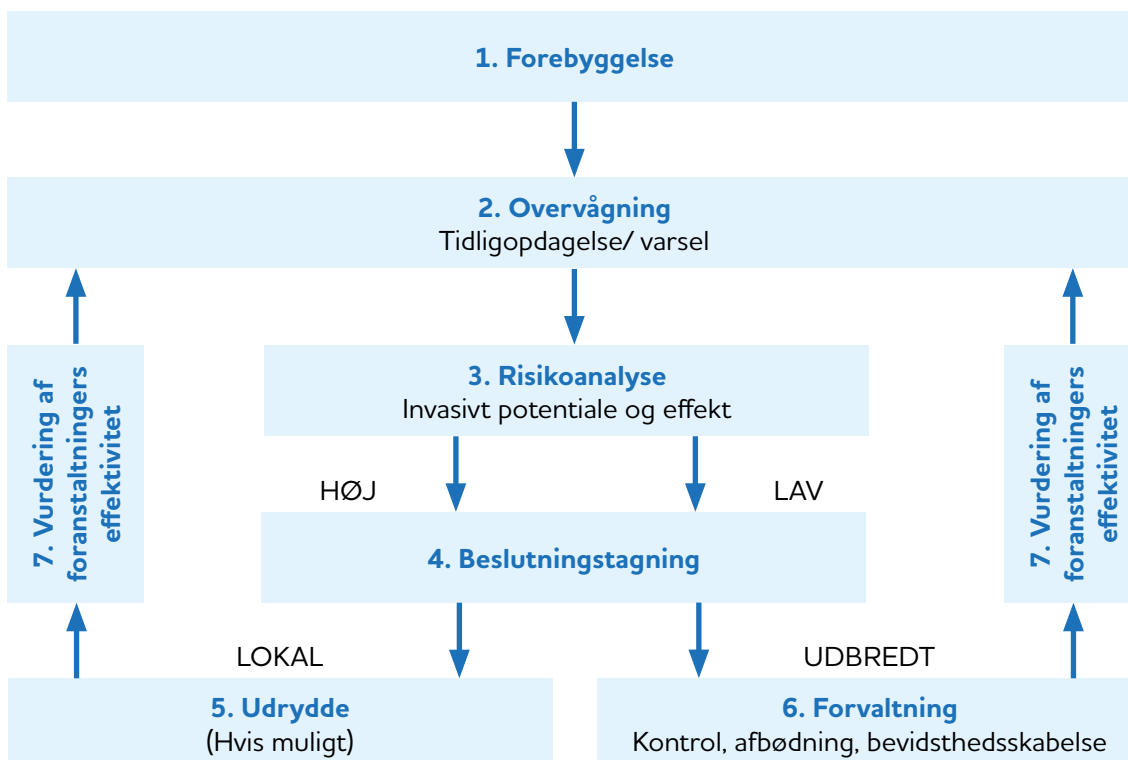 1. Forebyggelse
2. Overvågning
Tidligopdagelse/ varsel
7. Vurdering af
foranstaltningers
effektivitet
3. Risikoanalyse
Invasivt potentiale og effekt
7. Vurdering af
foranstaltningers
effektivitet
HØJ
LAV
4. Beslutningstagning
LOKAL
UDBREDT
5. Udrydde
(Hvis muligt)
6. Forvaltning
Kontrol, afbødning, bevidsthedsskabelse